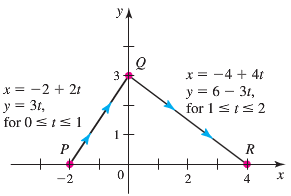 y
Q
3
x = −2 + 2t
y = 3t,
for 0 ≤ t ≤ 1
x = −4 + 4t
y = 6 − 3t,
for 1 ≤ t ≤ 2
1
P
R
−2
0
2
4
x